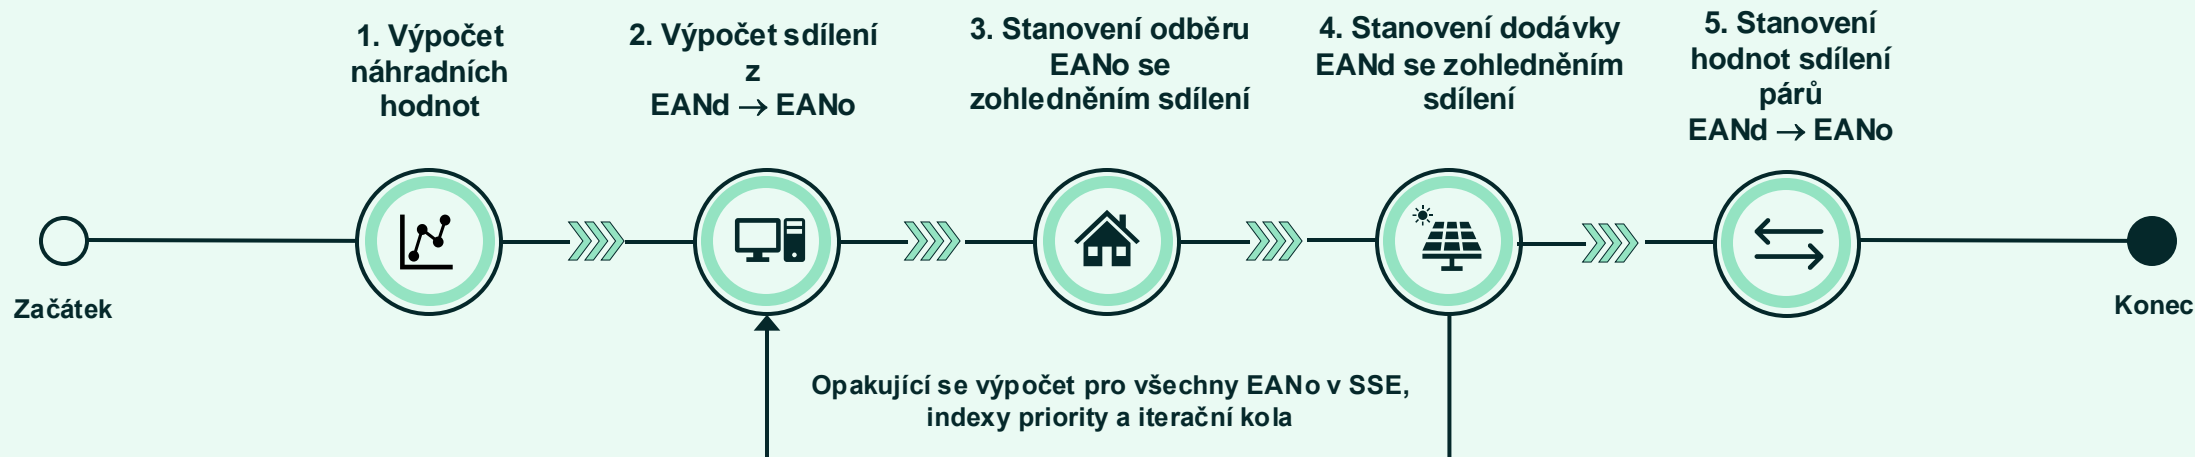 1. Výpočet
náhradních
hodnot
2. Výpočet sdílení
z
EANd → EANo
3. Stanovení odběru
EANo se
zohledněním sdílení
4. Stanovení dodávky
EANd se zohledněním
sdílení
5. Stanovení
hodnot sdílení
párů
EANd → EANo
Začátek
Konec
Opakující se výpočet pro všechny EANo v SSE,
indexy priority a iterační kola